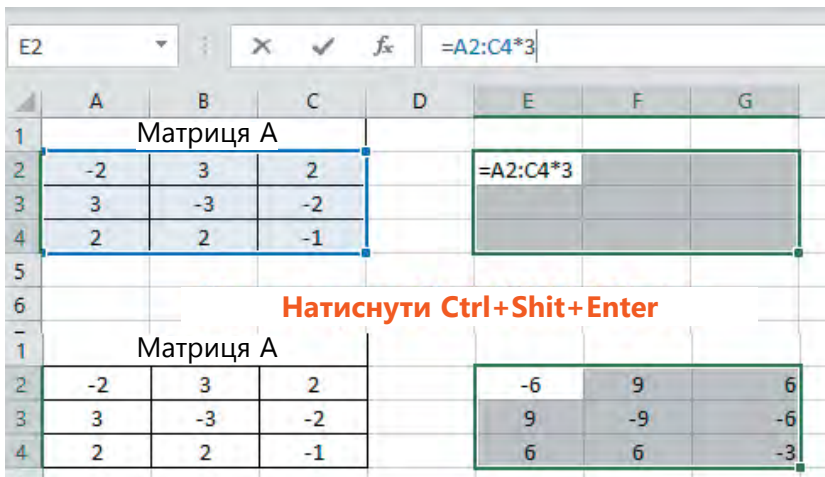 E2 fx =A2:C4*3
A B C D E F G
1 Матриця А
2 -2 3 2 =A2:C4*3
3 3 -3 -2
4 2 2 -1
5
6 Натиснути Ctrl+Shit+Enter
1 Матриця А
2 -2 3 2 -6 9 6
3 3 -3 -2 9 -9 -6
4 2 2 -1 6 6 -3